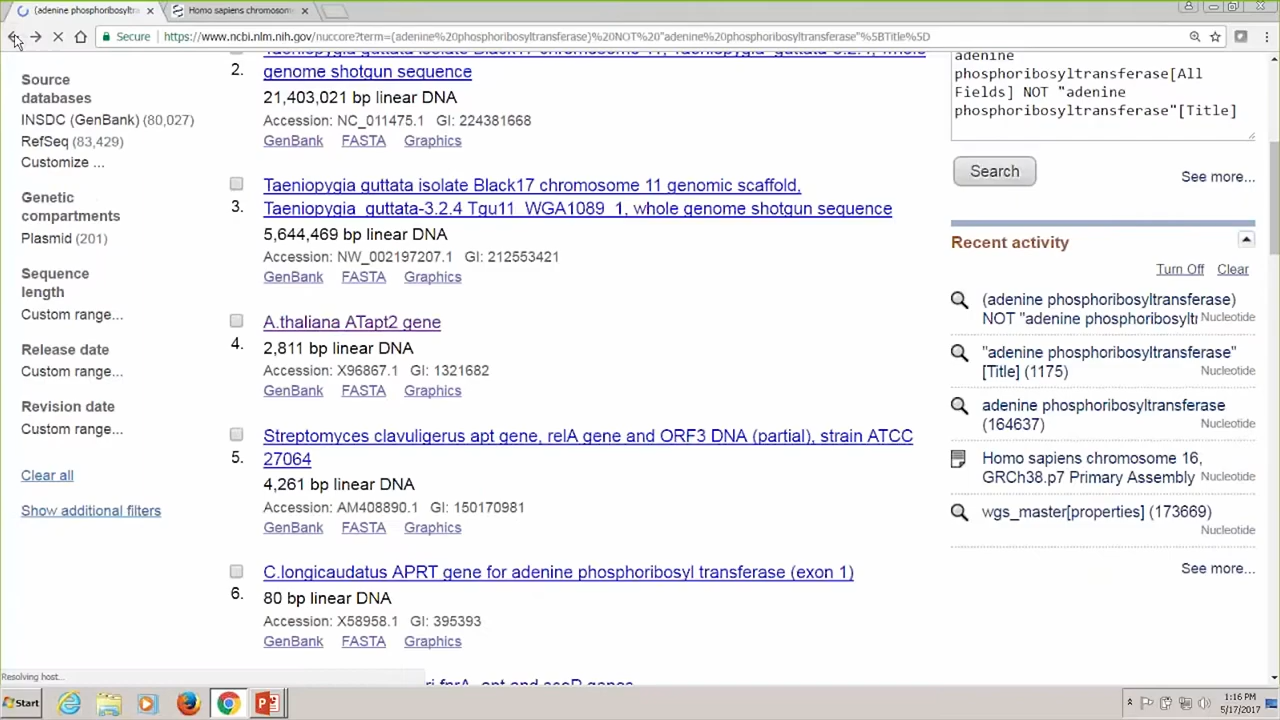 (adenine phosphoribosyltr
Homo sapiens chromosom
Secure
https://www.ncbi.nlm.nih.gov/nuccore?term=(adenine%20phosphoribosyltransferase)%20NOT%20"adenine%20phosphoribosyltransferase"%5BTitle%5D
Source
databases
INSDC (GenBank) (80,027)
RefSeq (83,429)
Customize ...
Genetic
compartments
Plasmid (201)
Sequence
length
Custom range...
Release date
Custom range...
Revision date
Custom range...
Clear all
Show additional filters
2.
genome shotgun sequence
21,403,021 bp linear DNA
Accession: NC_011475.1 GI: 224381668
GenBank FASTA Graphics
Taeniopygia guttata isolate Black17 chromosome 11 genomic scaffold,
3. Taeniopygia_guttata-3.2.4 Tgu11_WGA1089_1, whole genome shotgun sequence
5,644,469 bp linear DNA
Accession: NW_002197207.1 GI: 212553421
GenBank FASTA Graphics
A.thaliana ATapt2 gene
4. 2,811 bp linear DNA
Accession: X96867.1 GI: 1321682
GenBank FASTA Graphics
Streptomyces clavuligerus apt gene, relA gene and ORF3 DNA (partial), strain ATCC
5. 27064
4,261 bp linear DNA
Accession: AM408890.1 GI: 150170981
GenBank FASTA Graphics
C.longicaudatus APRT gene for adenine phosphoribosyl transferase (exon 1)
6. 80 bp linear DNA
Accession: X58958.1 GI: 395393
GenBank FASTA Graphics
adenine
phosphoribosyltransferase[All
Fields] NOT "adenine
phosphoribosyltransferase"[Title]
Search
See more...
Recent activity
Turn Off Clear
(adenine phosphoribosyltransferase)
NOT "adenine phosphoribosyltr Nucleotide
"adenine phosphoribosyltransferase"
[Title] (1175) Nucleotide
adenine phosphoribosyltransferase
(164637) Nucleotide
Homo sapiens chromosome 16,
GRCh38.p7 Primary Assembly Nucleotide
wgs_master[properties] (173669)
Nucleotide
See more...
Resolving host...
Start
1:16 PM
5/17/2017